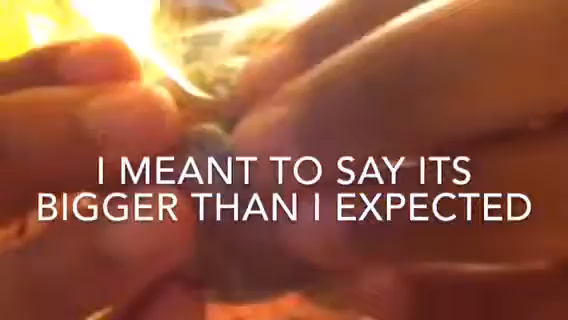 I MEANT TO SAY ITS
BIGGER THAN I EXPECTED